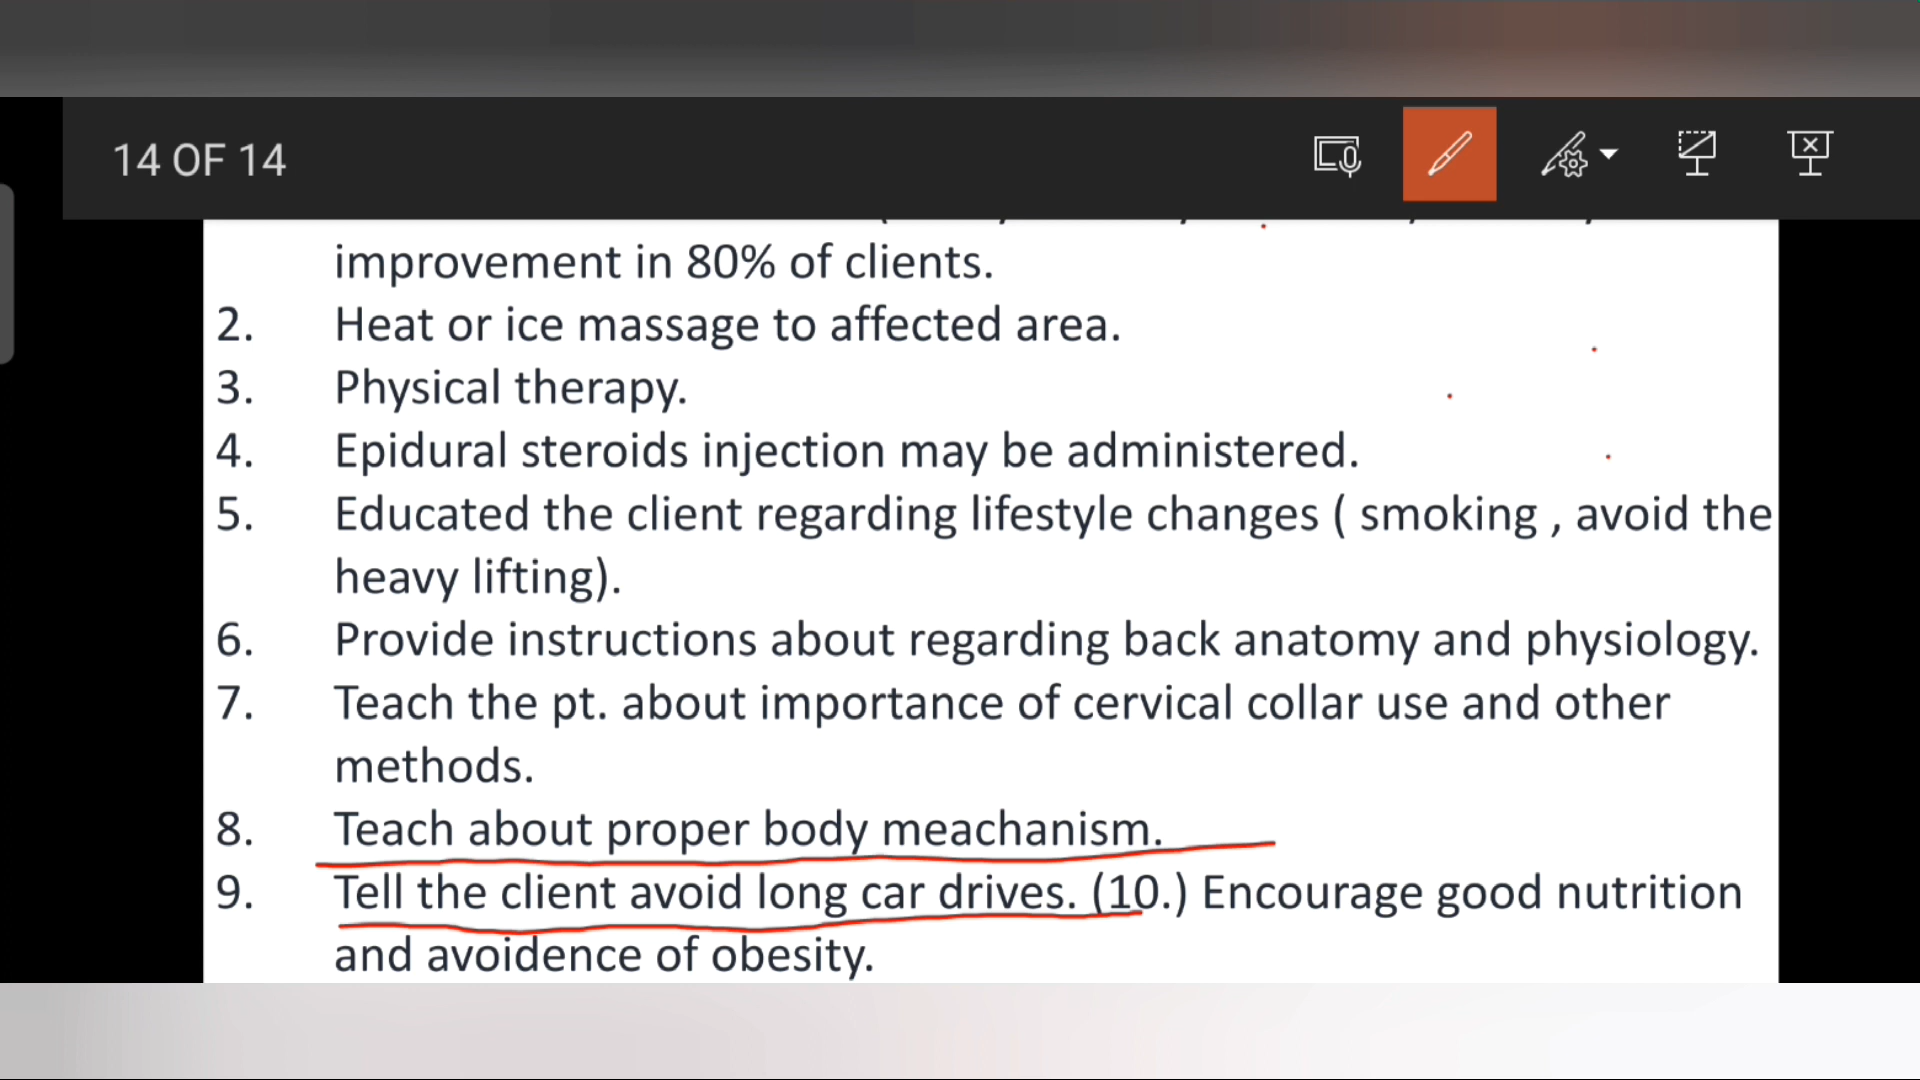 14 OF 14
improvement in 80% of clients.
2. Heat or ice massage to affected area.
3. Physical therapy.
4. Epidural steroids injection may be administered.
5. Educated the client regarding lifestyle changes ( smoking , avoid the
heavy lifting).
6. Provide instructions about regarding back anatomy and physiology.
7. Teach the pt. about importance of cervical collar use and other
methods.
8. Teach about proper body meachanism.
9. Tell the client avoid long car drives. (10.) Encourage good nutrition
and avoidence of obesity.